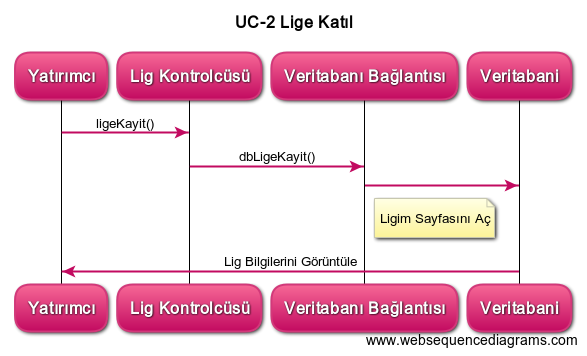 UC-2 Lige Katıl
Yatırımcı
Lig Kontrolcüsü
Veritabanı Bağlantısı
Veritabani
ligeKayit()
dbLigeKayit()
Ligim Sayfasını Aç
Lig Bilgilerini Görüntüle
Yatırımcı
Lig Kontrolcüsü
Veritabanı Bağlantısı
Veritabani
www.websequencediagrams.com